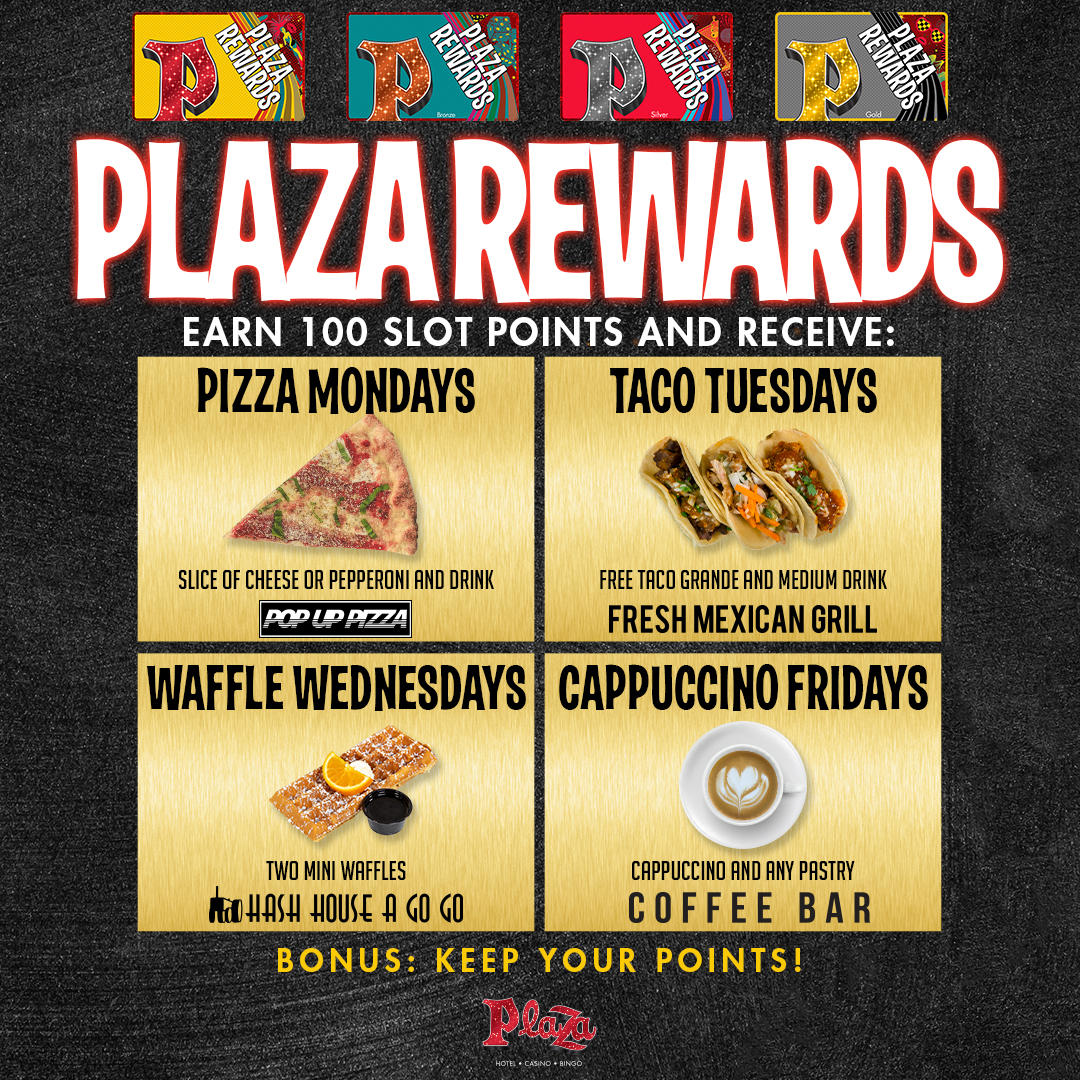 P PLAZA REWARDS
P PLAZA REWARDS
Bronze
P PLAZA REWARDS
Silver
P PLAZA REWARDS
Gold
PLAZA REWARDS
EARN 100 SLOT POINTS AND RECEIVE:
PIZZA MONDAYS
SLICE OF CHEESE OR PEPPERONI AND DRINK
POP UP PIZZA
TACO TUESDAYS
FREE TACO GRANDE AND MEDIUM DRINK
FRESH MEXICAN GRILL
WAFFLE WEDNESDAYS
TWO MINI WAFFLES
HASH HOUSE A GO GO
CAPPUCCINO FRIDAYS
CAPPUCCINO AND ANY PASTRY
COFFEE BAR
BONUS: KEEP YOUR POINTS!
Plaza
HOTEL • CASINO • BINGO